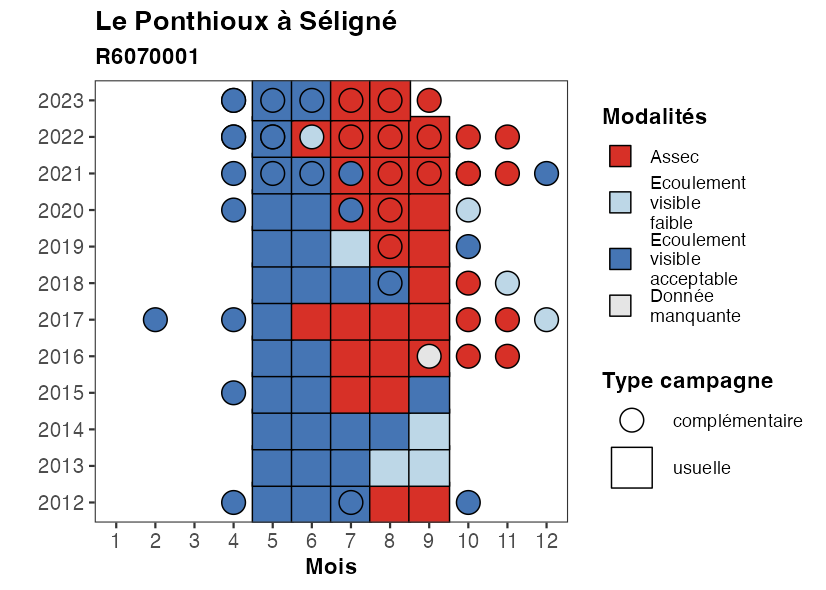 Le Ponthioux à Séligné
R6070001
2023
2022
2021
2020
2019
2018
2017
2016
2015
2014
2013
2012
1 2 3 4 5 6 7 8 9 10 11 12
Mois
Modalités
Assec
Ecoulement
visible
faible
Ecoulement
visible
acceptable
Donnée
manquante
Type campagne
complémentaire
usuelle